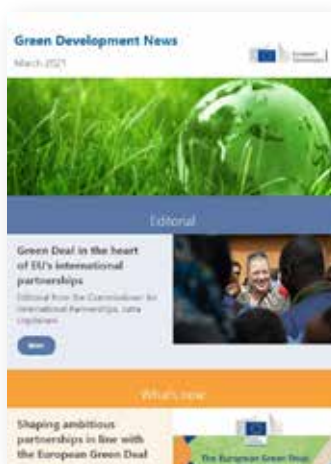 Green Development News
March 2021
European
Commission
Editorial
Green Deal in the heart
of EU's international
partnerships
Editorial from the Commissioner for
International Partnerships, Jutta
Urpilainen
What's new
Shaping ambitious
partnerships in line with
the European Green Deal
The European Green Deal